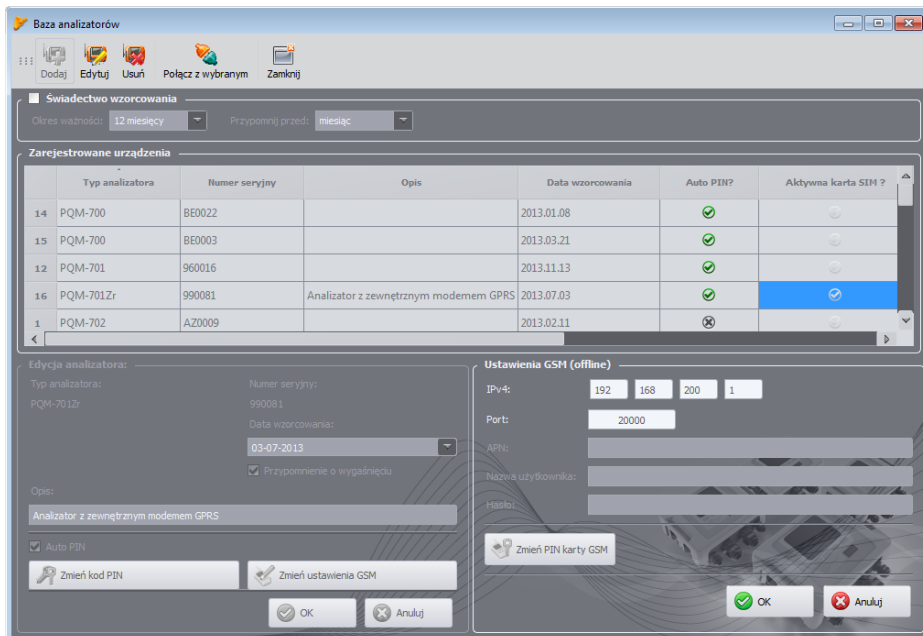 Baza analizatorów
Dodaj Edytuj Usuń Połącz z wybranym Zamknij
Świadectwo wzorcowania
Okres ważności: 12 miesięcy Przypomnij przed: miesiąc
Zarejestrowane urządzenia
Typ analizatora Numer seryjny Opis Data wzorcowania Auto PIN? Aktywna karta SIM ?
14 PQM-700 BE0022 2013.01.08
15 PQM-700 BE0003 2013.03.21
12 PQM-701 960016 2013.11.13
16 PQM-701Zr 990081 Analizator z zewnętrznym modemem GPRS 2013.07.03
1 PQM-702 AZ0009 2013.02.11
Edycja analizatora:
Typ analizatora: Numer seryjny:
PQM-701Zr 990081
Data wzorcowania:
03-07-2013
Przypomnienie o wygaśnięciu
Opis:
Analizator z zewnętrznym modemem GPRS
Auto PIN
Zmień kod PIN Zmień ustawienia GSM
OK Anuluj
Ustawienia GSM (offline)
IPv4: 192 168 200 1
Port: 20000
APN:
Nazwa użytkownika:
Hasło:
Zmień PIN karty GSM
OK Anuluj